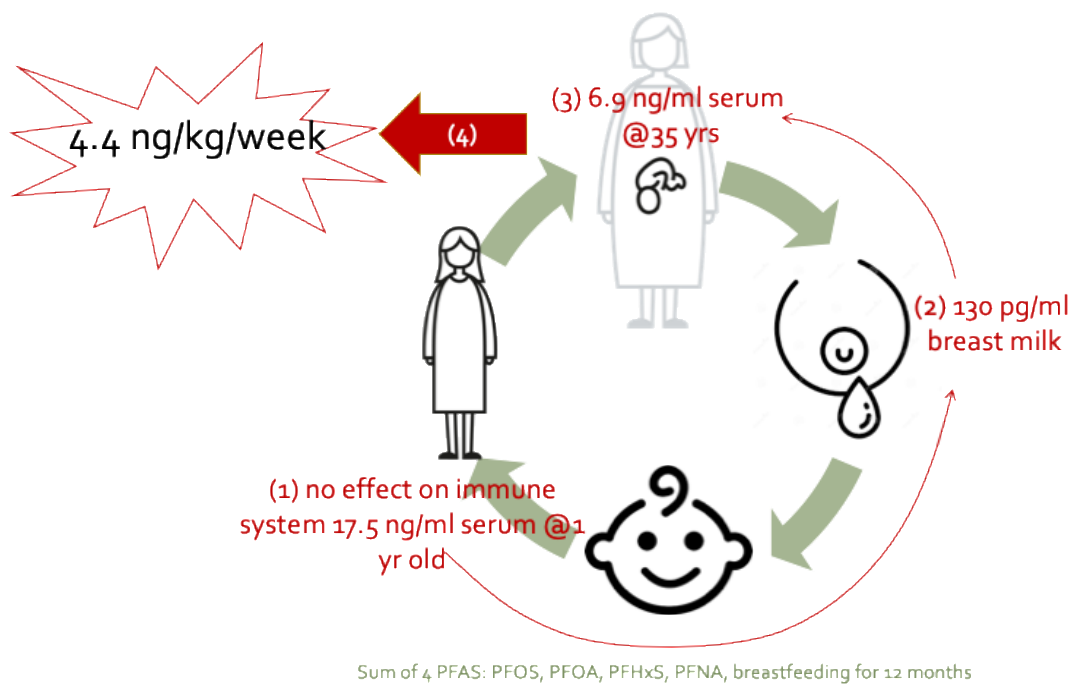 4.4 ng/kg/week
(4)
(3) 6.9 ng/ml serum
@35 yrs
(2) 130 pg/ml
breast milk
(1) no effect on immune
system 17.5 ng/ml serum @1
yr old
Sum of 4 PFAS: PFOS, PFOA, PFHxS, PFNA, breastfeeding for 12 months